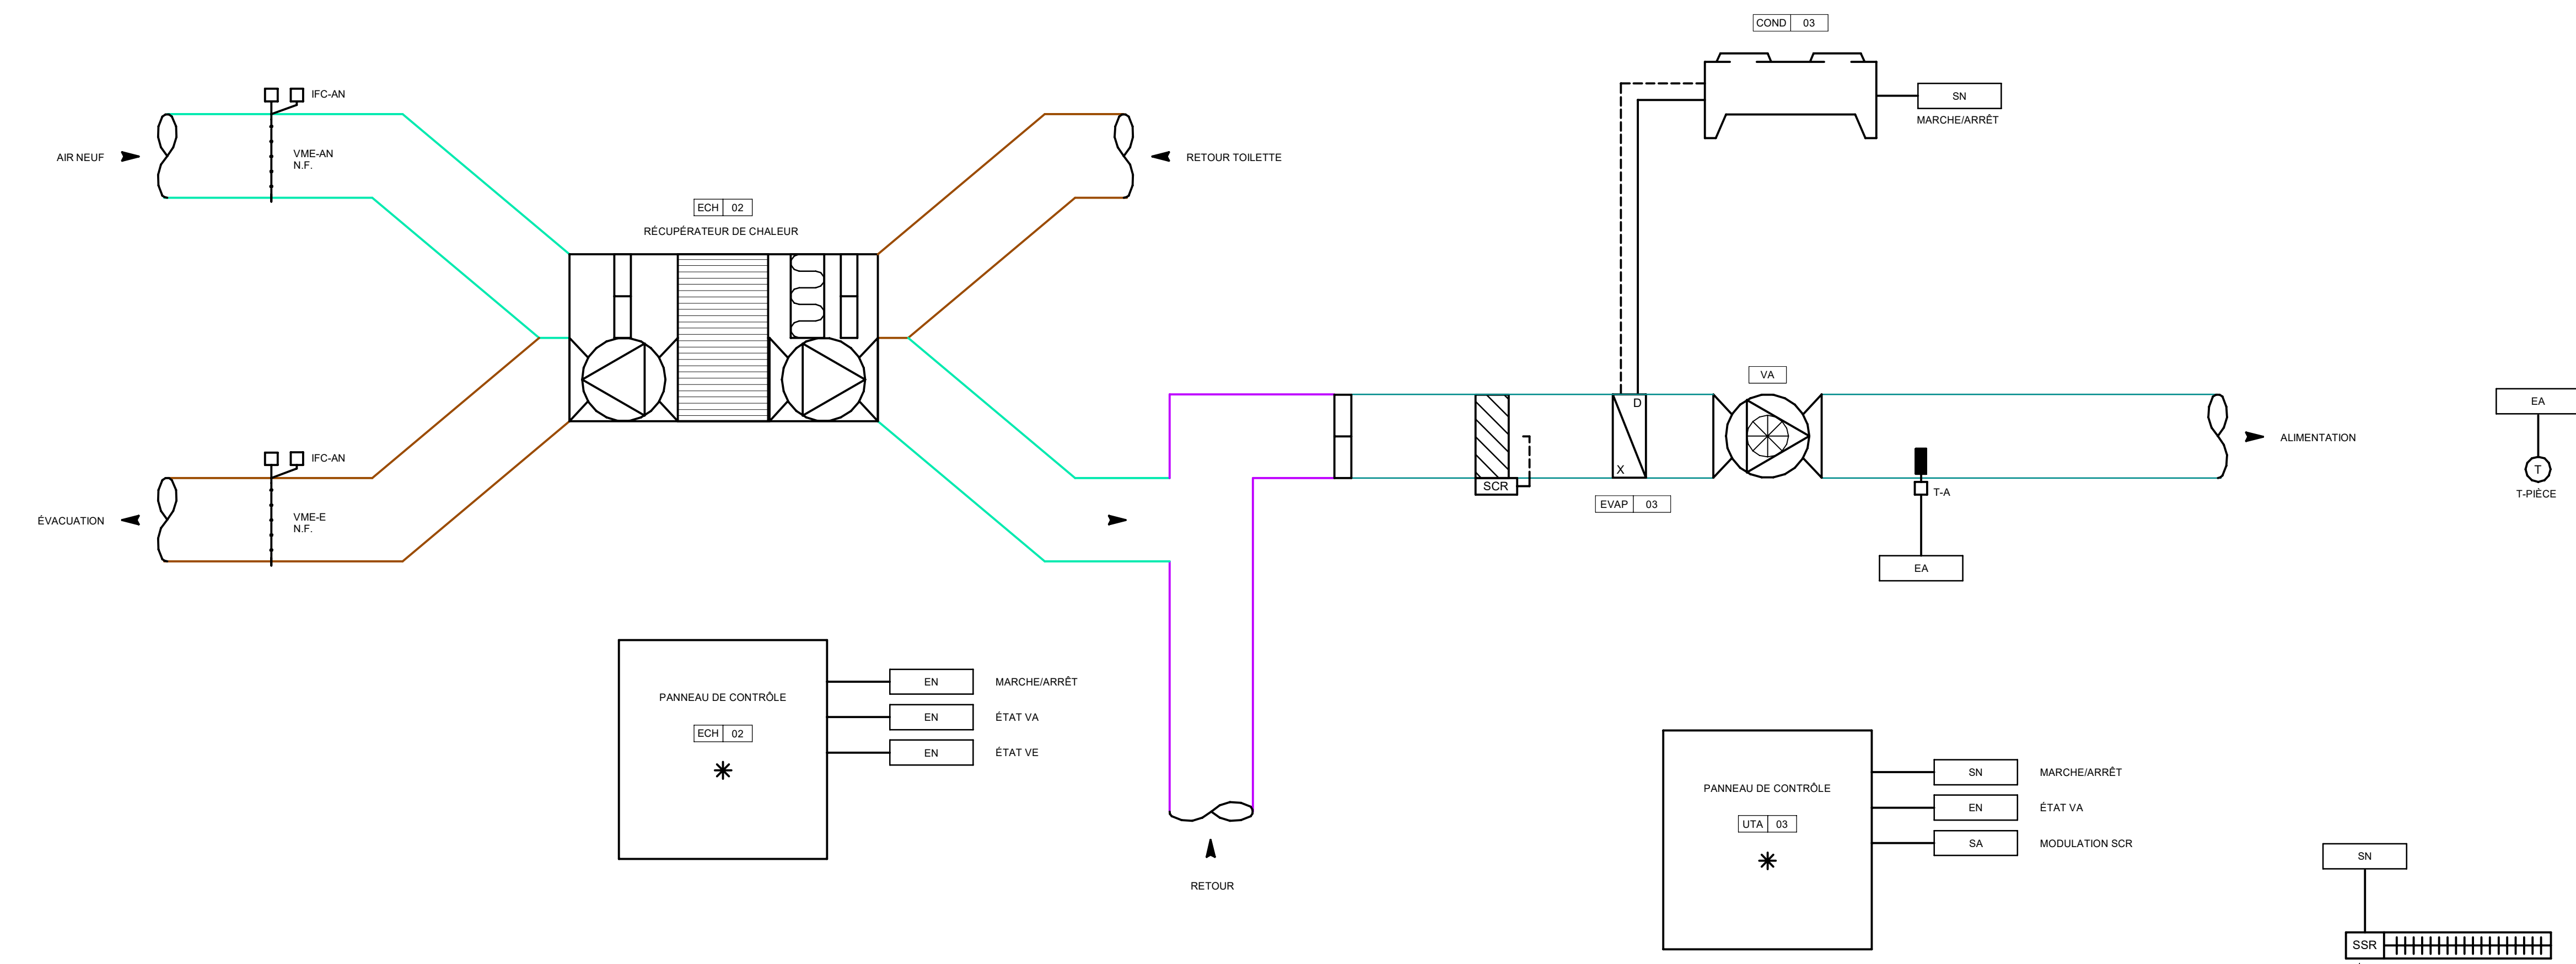 COND 03
IFC-AN
SN
MARCHE/ARRÊT
AIR NEUF
VME-AN
N.F.
RETOUR TOILETTE
ECH 02
RÉCUPÉRATEUR DE CHALEUR
VA
D
X
SCR
EVAP 03
T-A
EA
ALIMENTATION
EA
T
T-PIÈCE
IFC-AN
ÉVACUATION
VME-E
N.F.
PANNEAU DE CONTRÔLE
ECH 02
EN
MARCHE/ARRÊT
EN
ÉTAT VA
EN
ÉTAT VE
RETOUR
PANNEAU DE CONTRÔLE
UTA 03
SN
MARCHE/ARRÊT
EN
ÉTAT VA
SA
MODULATION SCR
SN
SSR